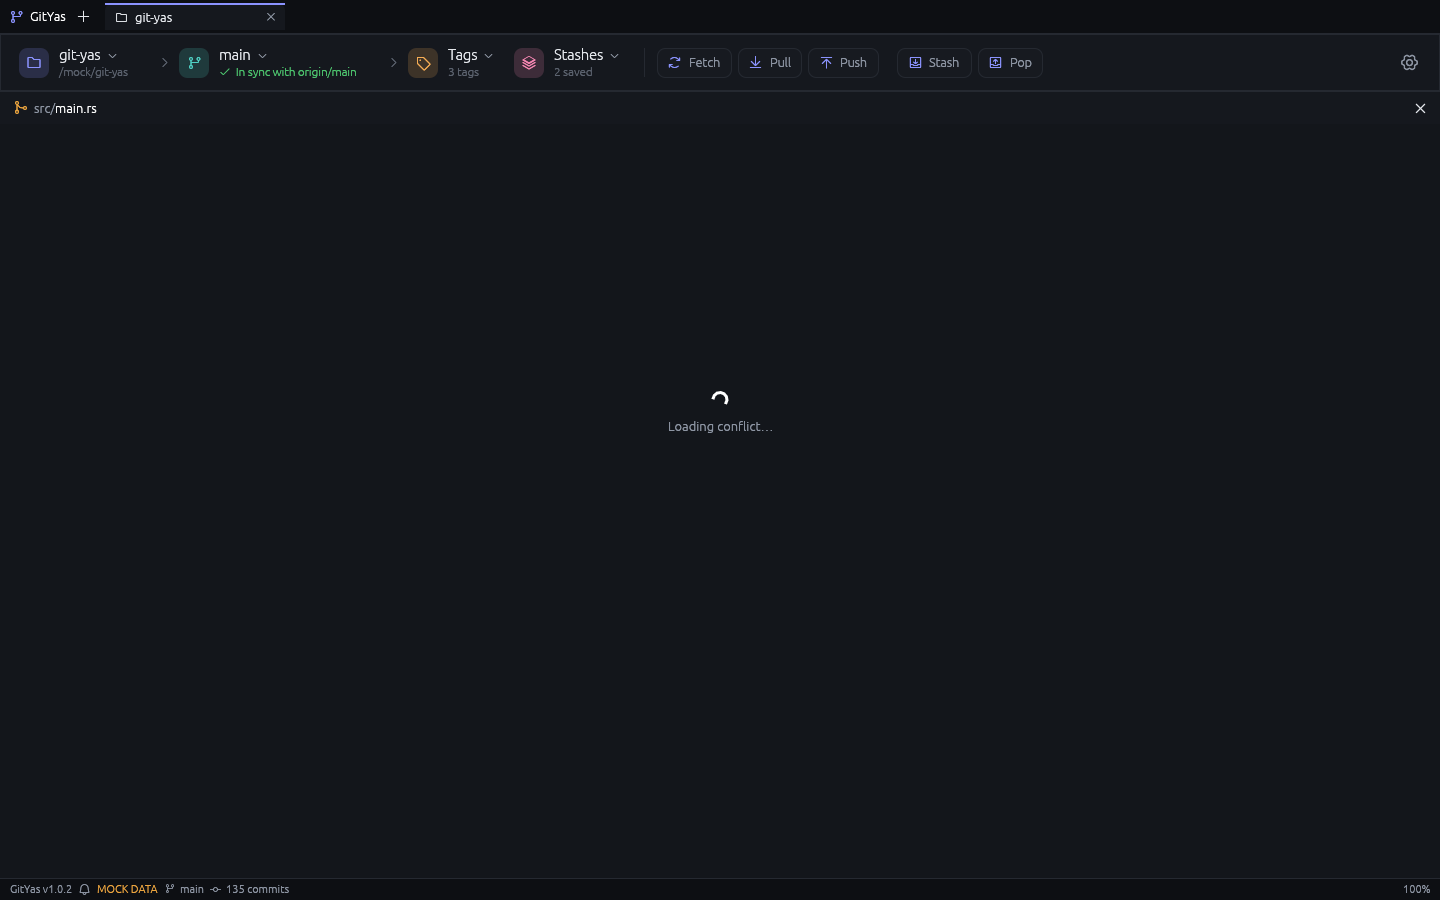 GitYas
git-yas
git-yas
/mock/git-yas
main
In sync with origin/main
Tags
3 tags
Stashes
2 saved
Fetch
Pull
Push
Stash
Pop
src/main.rs
Loading conflict...
GitYas v1.0.2
MOCK DATA
main
135 commits
100%